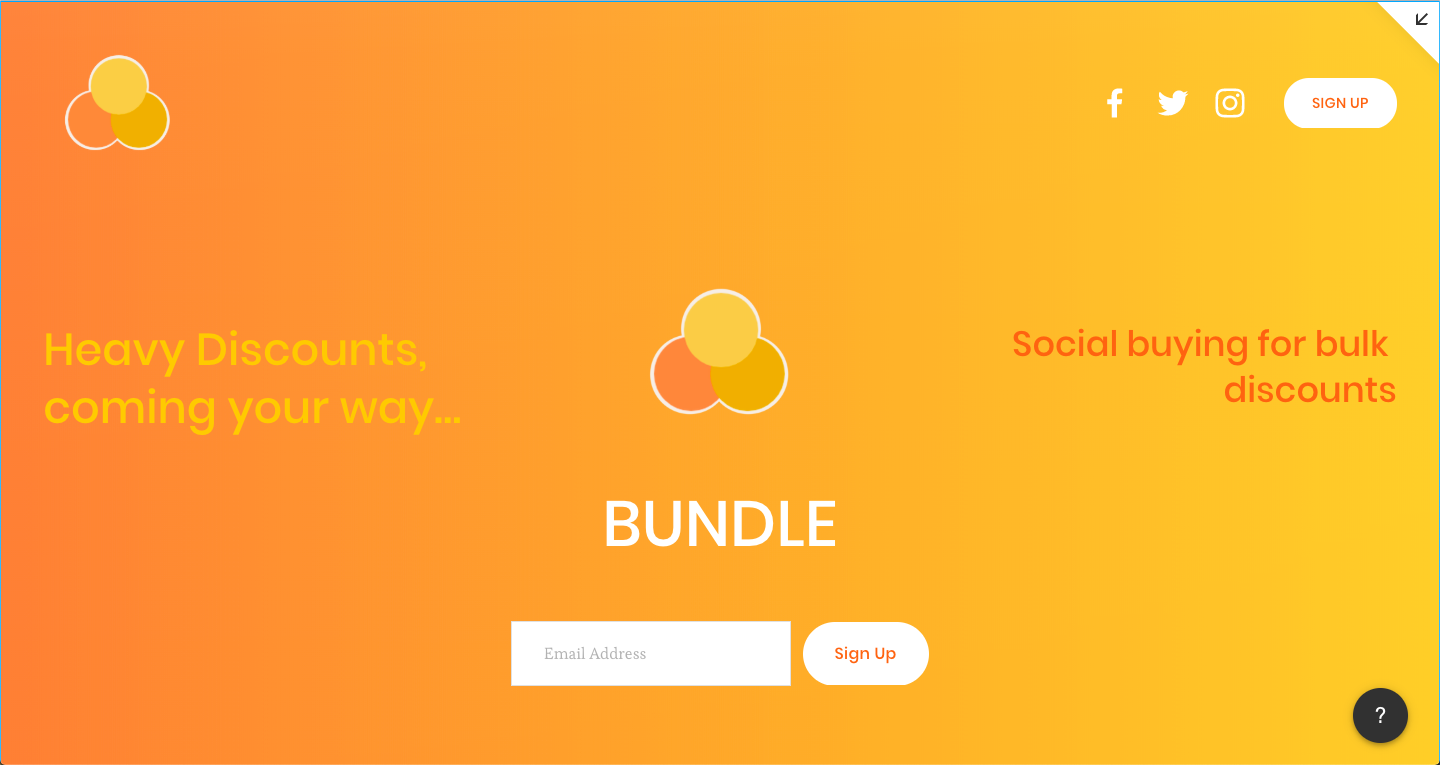 SIGN UP
Heavy Discounts,
coming your way...
Social buying for bulk
discounts
BUNDLE
Email Address
Sign Up
?